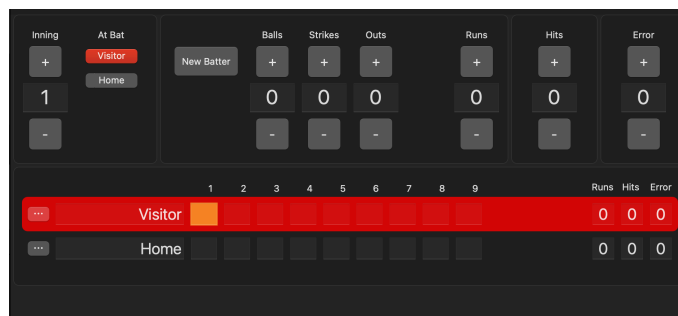 Inning At Bat Balls Strikes Outs Runs Hits Error
+ Visitor New Batter + + + + + +
Home
1 0 0 0 0 0 0
- - - - - - -
1 2 3 4 5 6 7 8 9 Runs Hits Error
... Visitor 0 0 0
... Home 0 0 0